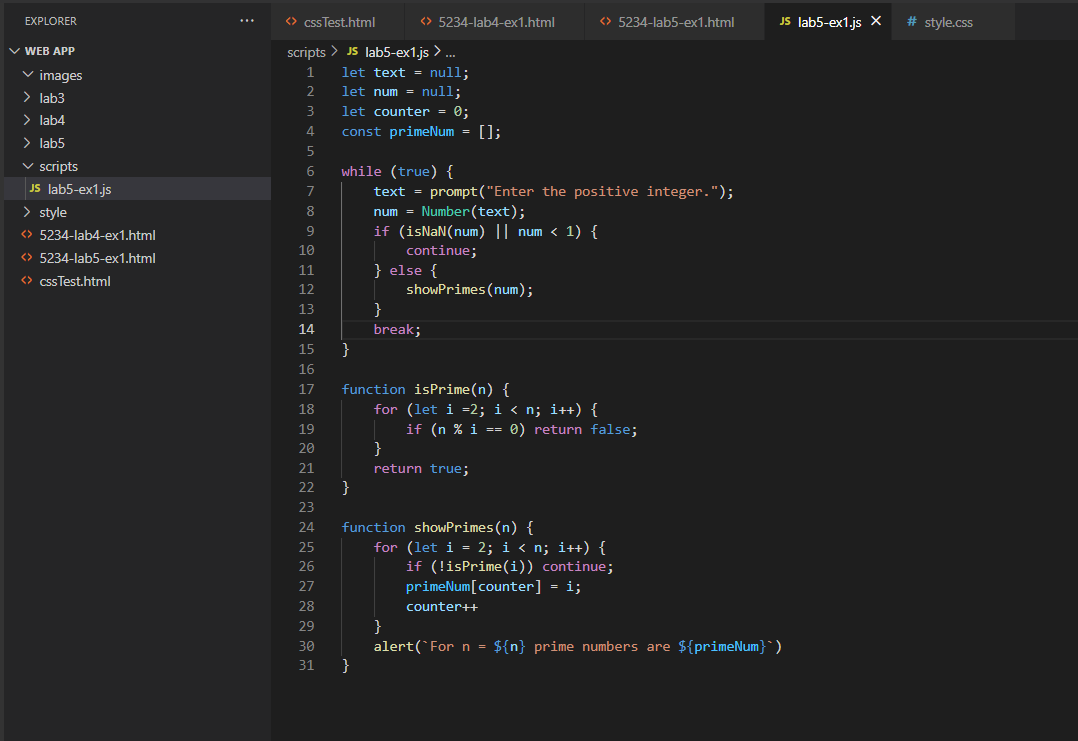 EXPLORER ...
WEB APP
images
lab3
lab4
lab5
scripts
JS lab5-ex1.js
style
<> 5234-lab4-ex1.html
<> 5234-lab5-ex1.html
<> cssTest.html
<> cssTest.html <> 5234-lab4-ex1.html <> 5234-lab5-ex1.html JS lab5-ex1.js # style.css
scripts > JS lab5-ex1.js > ...
1 let text = null;
2 let num = null;
3 let counter = 0;
4 const primeNum = [];
5
6 while (true) {
7     text = prompt("Enter the positive integer.");
8     num = Number(text);
9     if (isNaN(num) || num < 1) {
10         continue;
11     } else {
12         showPrimes(num);
13     }
14     break;
15 }
16
17 function isPrime(n) {
18     for (let i =2; i < n; i++) {
19         if (n % i == 0) return false;
20     }
21     return true;
22 }
23
24 function showPrimes(n) {
25     for (let i = 2; i < n; i++) {
26         if (!isPrime(i)) continue;
27         primeNum[counter] = i;
28         counter++
29     }
30     alert(`For n = ${n} prime numbers are ${primeNum}`)
31 }